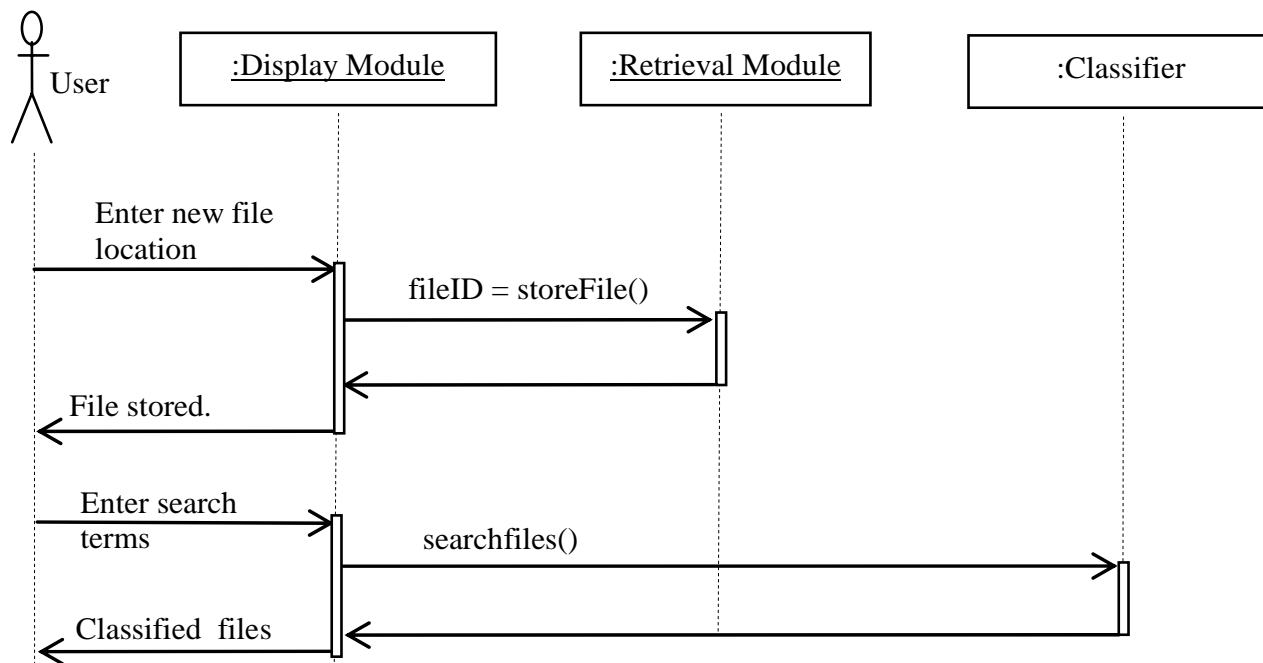 User
:Display Module
:Retrieval Module
:Classifier
Enter new file
location
fileID = storeFile()
File stored.
Enter search
terms
searchfiles()
Classified files